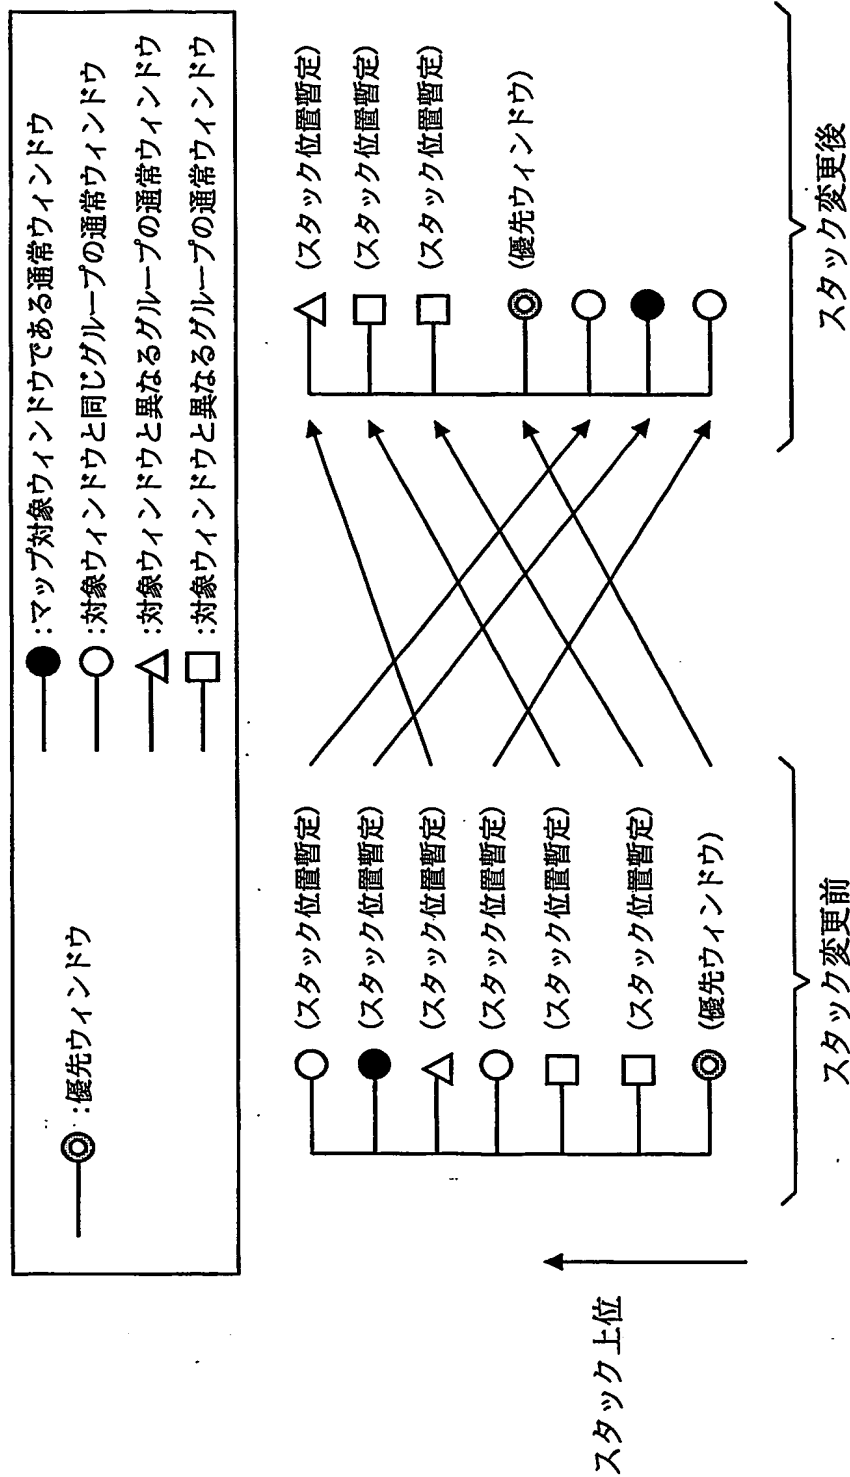 :優先ウィンドウ
:マップ対象ウィンドウである通常ウィンドウ
:対象ウィンドウと同じグループの通常ウィンドウ
:対象ウィンドウと異なるグループの通常ウィンドウ
:対象ウィンドウと異なるグループの通常ウィンドウ
スタック上位
(スタック位置暫定)
(スタック位置暫定)
(スタック位置暫定)
(スタック位置暫定)
(スタック位置暫定)
(スタック位置暫定)
(優先ウィンドウ)
スタック変更前
(スタック位置暫定)
(スタック位置暫定)
(スタック位置暫定)
(優先ウィンドウ)
スタック変更後